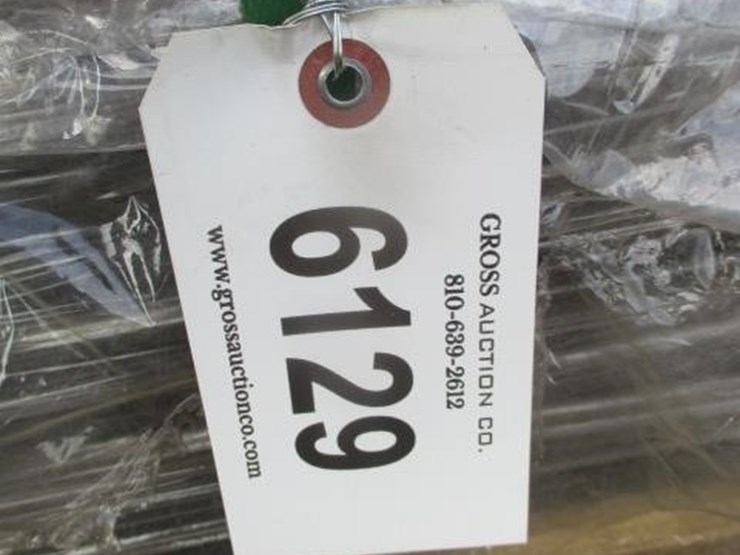 GROSS AUCTION CO.
810-639-2612
6129
www.grossauctionco.com